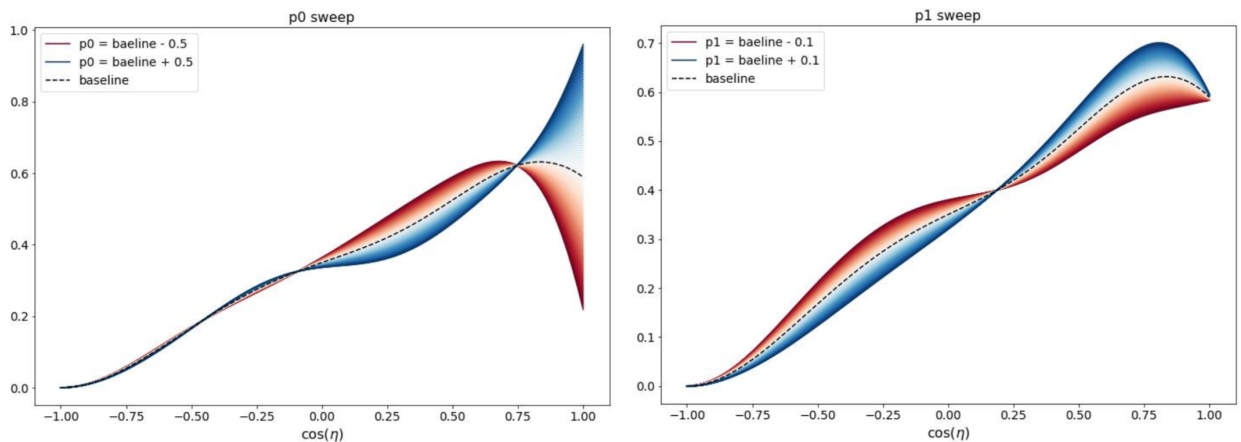 p0 sweep
p0 = baeline - 0.5
p0 = baeline + 0.5
baseline
1.0
0.8
0.6
0.4
0.2
0.0
−1.00 −0.75 −0.50 −0.25 0.00 0.25 0.50 0.75 1.00
cos(η)
p1 sweep
p1 = baeline - 0.1
p1 = baeline + 0.1
baseline
0.7
0.6
0.5
0.4
0.3
0.2
0.1
0.0
−1.00 −0.75 −0.50 −0.25 0.00 0.25 0.50 0.75 1.00
cos(η)